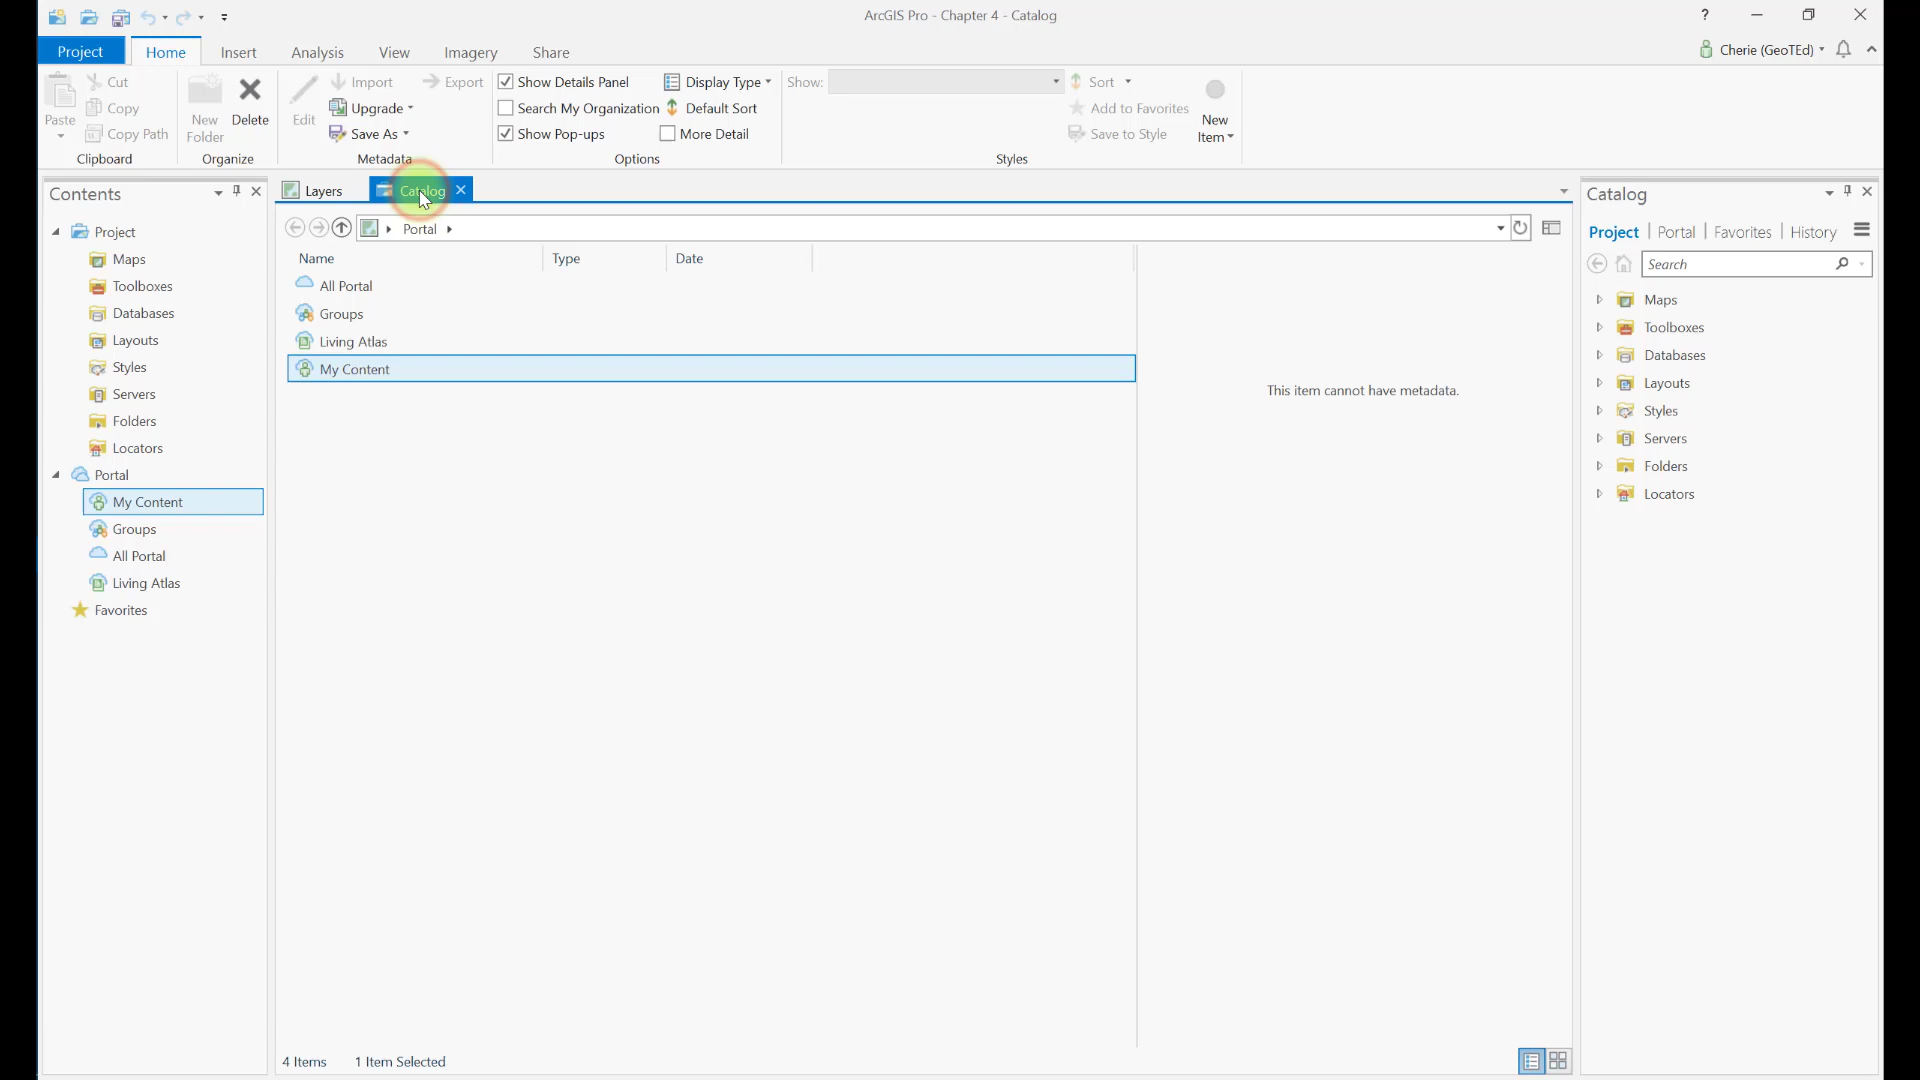 ArcGIS Pro - Chapter 4 - Catalog
?
Project Home Insert Analysis View Imagery Share
Cherie (GeoTEd)
Paste
Cut
Copy
Copy Path
Clipboard
New Folder
Delete
Organize
Edit
Import
Export
Upgrade
Save As
Metadata
Show Details Panel
Search My Organization
Show Pop-ups
Display Type
Default Sort
More Detail
Options
Show:
Sort
Add to Favorites
Save to Style
New Item
Styles
Contents
Project
Maps
Toolboxes
Databases
Layouts
Styles
Servers
Folders
Locators
Portal
My Content
Groups
All Portal
Living Atlas
Favorites
Layers
Catalog
Portal
Name Type Date
All Portal
Groups
Living Atlas
My Content
This item cannot have metadata.
4 Items 1 Item Selected
Catalog
Project Portal Favorites History
Search
Maps
Toolboxes
Databases
Layouts
Styles
Servers
Folders
Locators